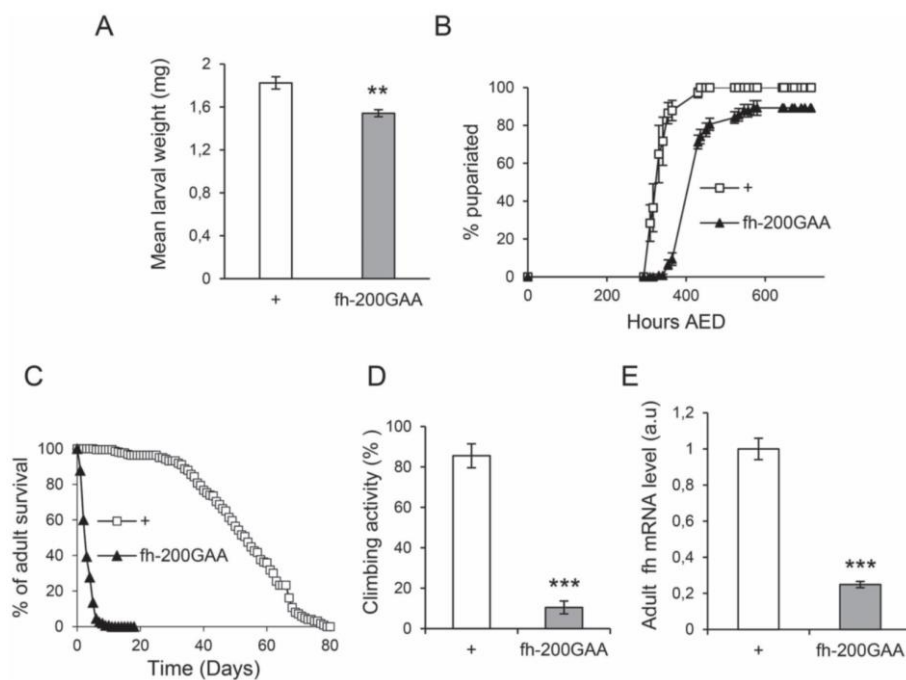 A
Mean larval weight (mg)
2
1,6
1,2
0,8
0,4
0
**
+
fh-200GAA
B
% pupariated
100
80
60
40
20
0
+
fh-200GAA
0
200
400
600
Hours AED
C
% of adult survival
100
80
60
40
20
0
+
fh-200GAA
0
20
40
60
80
Time (Days)
D
Climbing activity (%)
100
80
60
40
20
0
***
+
fh-200GAA
E
Adult fh mRNA level (a.u)
1,2
1
0,8
0,6
0,4
0,2
0
***
+
fh-200GAA